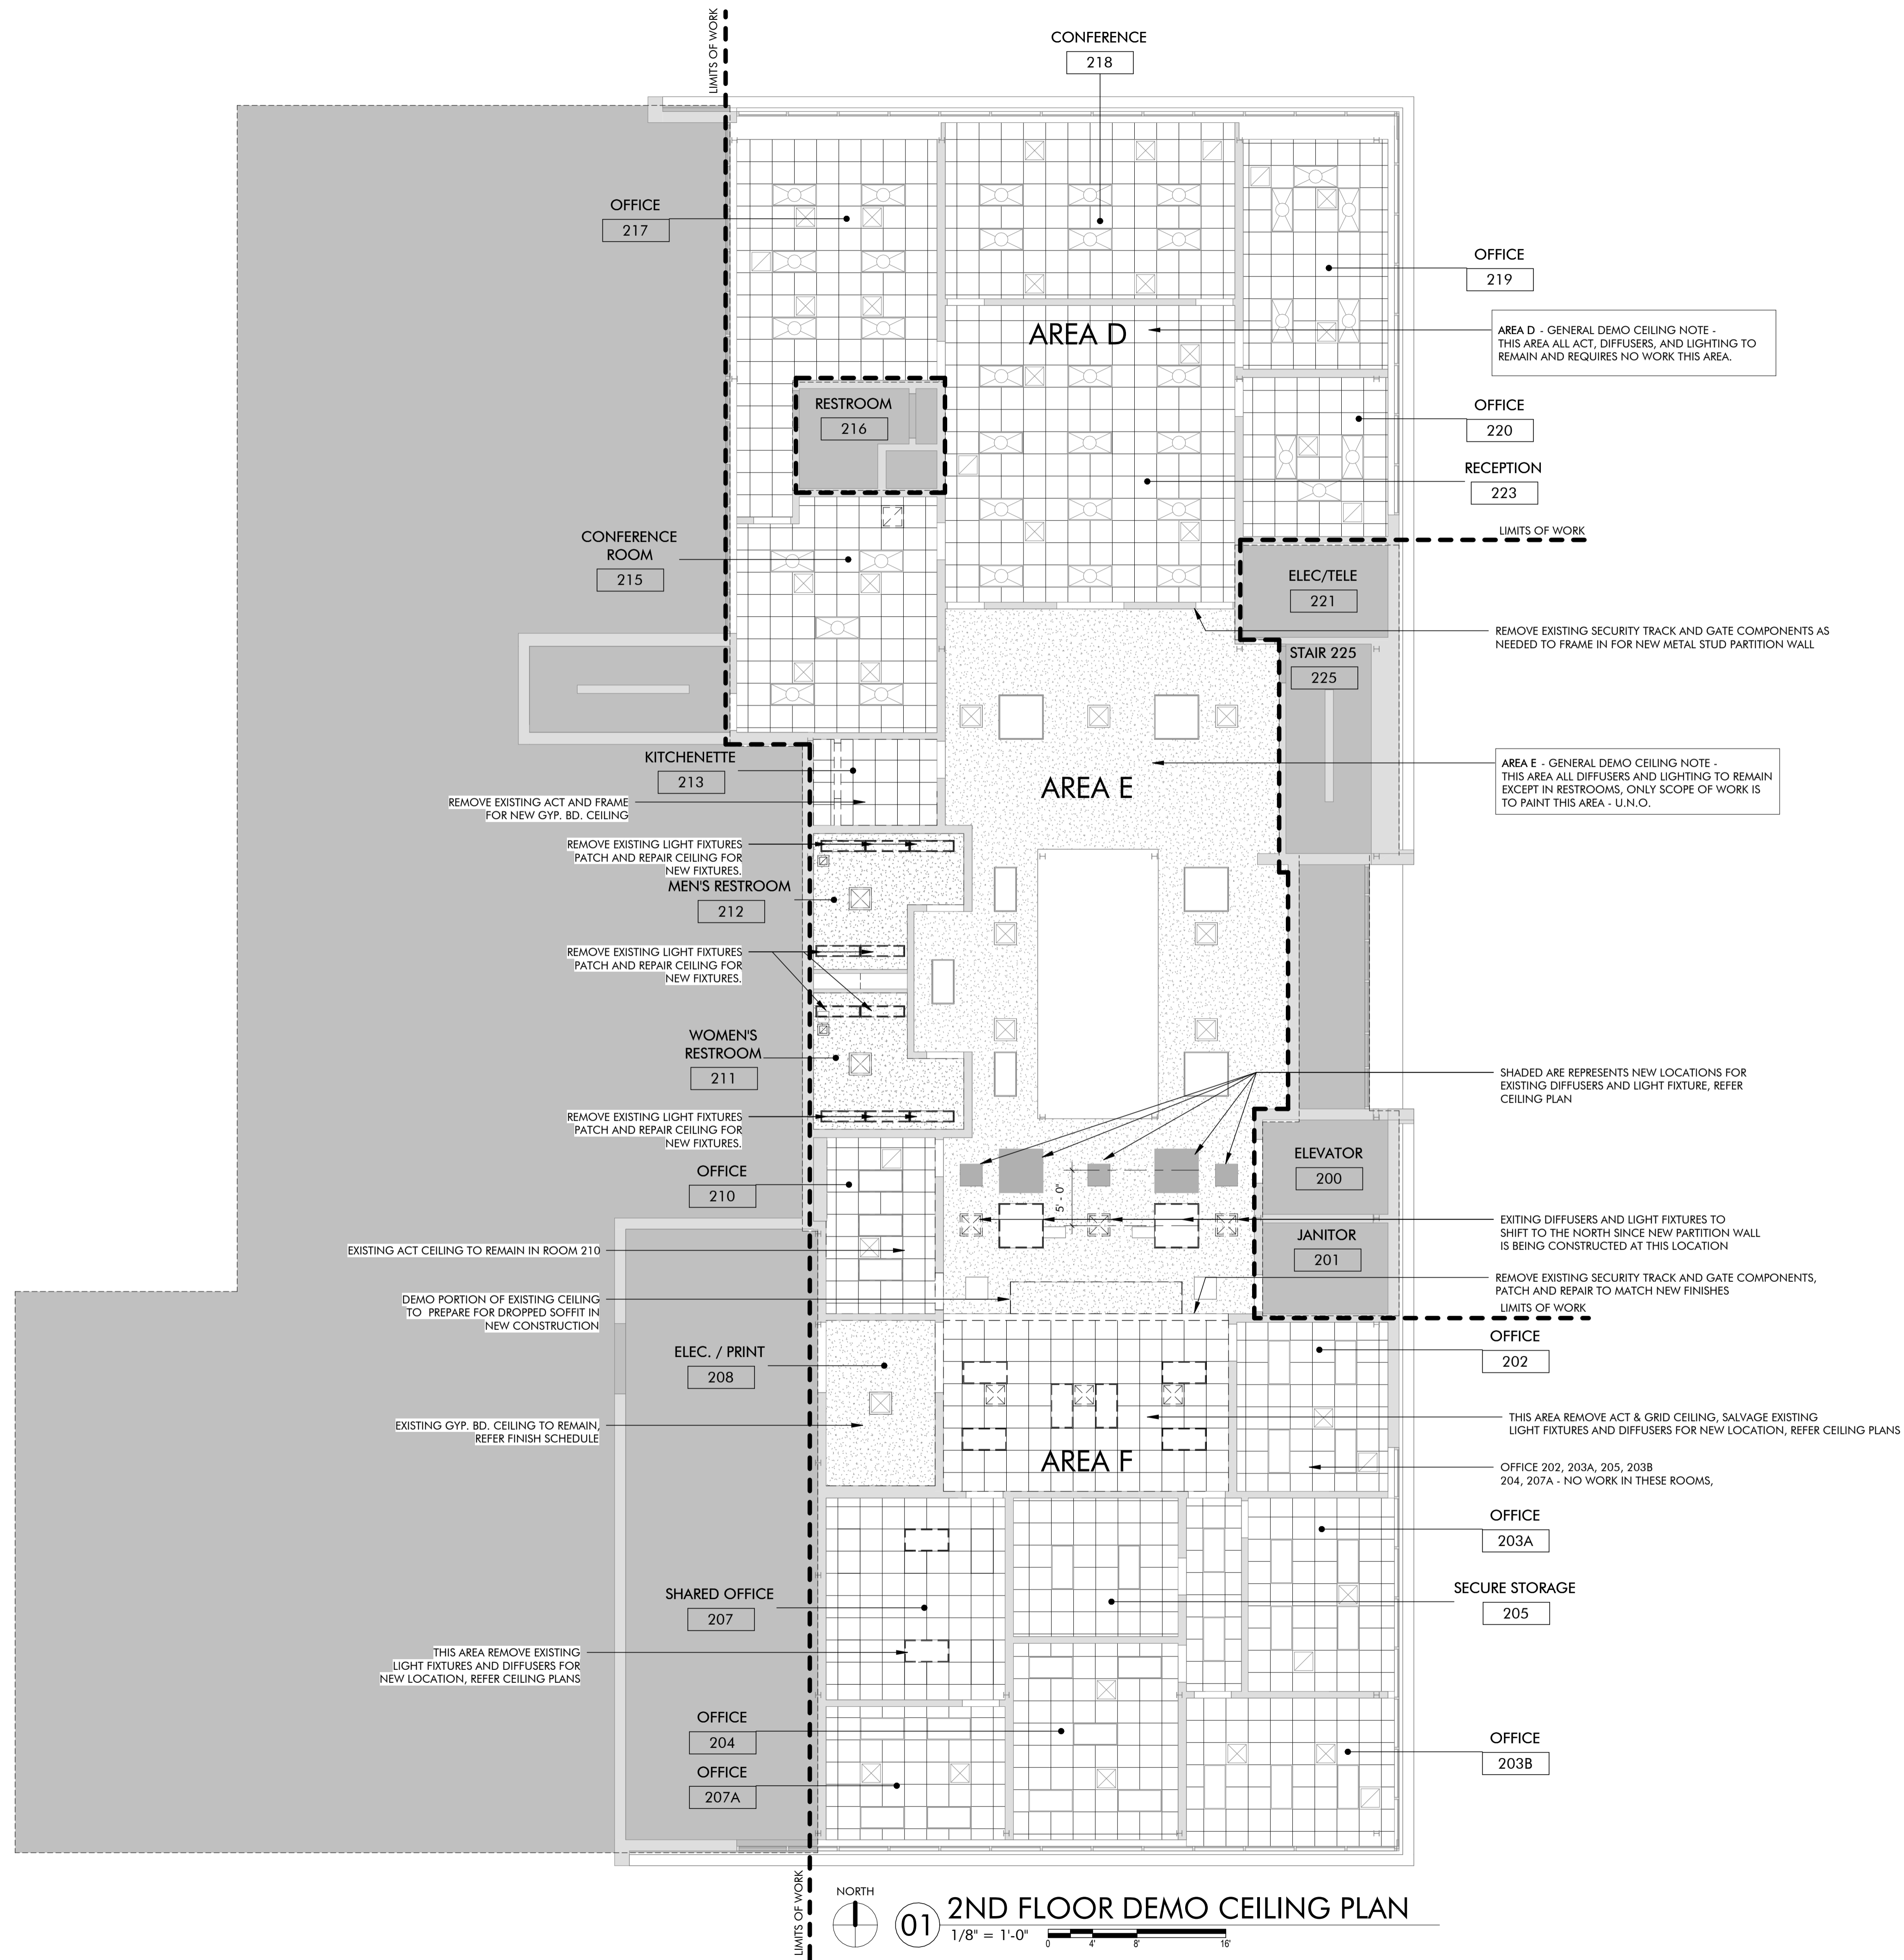 LIMITS OF WORK
CONFERENCE
218
OFFICE
217
OFFICE
219
AREA D
AREA D - GENERAL DEMO CEILING NOTE -
THIS AREA ALL ACT, DIFFUSERS, AND LIGHTING TO
REMAIN AND REQUIRES NO WORK THIS AREA.
RESTROOM
216
OFFICE
220
RECEPTION
223
LIMITS OF WORK
CONFERENCE
ROOM
215
ELEC/TELE
221
REMOVE EXISTING SECURITY TRACK AND GATE COMPONENTS AS
NEEDED TO FRAME IN FOR NEW METAL STUD PARTITION WALL
STAIR 225
225
KITCHENETTE
213
AREA E
AREA E - GENERAL DEMO CEILING NOTE -
THIS AREA ALL DIFFUSERS AND LIGHTING TO REMAIN
EXCEPT IN RESTROOMS, ONLY SCOPE OF WORK IS
TO PAINT THIS AREA - U.N.O.
REMOVE EXISTING ACT AND FRAME
FOR NEW GYP. BD. CEILING
REMOVE EXISTING LIGHT FIXTURES
PATCH AND REPAIR CEILING FOR
NEW FIXTURES.
MEN'S RESTROOM
212
REMOVE EXISTING LIGHT FIXTURES
PATCH AND REPAIR CEILING FOR
NEW FIXTURES.
WOMEN'S
RESTROOM
211
SHADED ARE REPRESENTS NEW LOCATIONS FOR
EXISTING DIFFUSERS AND LIGHT FIXTURE, REFER
CEILING PLAN
REMOVE EXISTING LIGHT FIXTURES
PATCH AND REPAIR CEILING FOR
NEW FIXTURES.
OFFICE
210
ELEVATOR
200
5' - 0"
EXITING DIFFUSERS AND LIGHT FIXTURES TO
SHIFT TO THE NORTH SINCE NEW PARTITION WALL
IS BEING CONSTRUCTED AT THIS LOCATION
JANITOR
201
EXISTING ACT CEILING TO REMAIN IN ROOM 210
REMOVE EXISTING SECURITY TRACK AND GATE COMPONENTS,
PATCH AND REPAIR TO MATCH NEW FINISHES
LIMITS OF WORK
DEMO PORTION OF EXISTING CEILING
TO PREPARE FOR DROPPED SOFFIT IN
NEW CONSTRUCTION
OFFICE
202
ELEC. / PRINT
208
EXISTING GYP. BD. CEILING TO REMAIN,
REFER FINISH SCHEDULE
THIS AREA REMOVE ACT & GRID CEILING, SALVAGE EXISTING
LIGHT FIXTURES AND DIFFUSERS FOR NEW LOCATION, REFER CEILING PLANS
AREA F
OFFICE 202, 203A, 205, 203B
204, 207A - NO WORK IN THESE ROOMS,
OFFICE
203A
SHARED OFFICE
207
SECURE STORAGE
205
THIS AREA REMOVE EXISTING
LIGHT FIXTURES AND DIFFUSERS FOR
NEW LOCATION, REFER CEILING PLANS
OFFICE
204
OFFICE
203B
OFFICE
207A
LIMITS OF WORK
NORTH
01
2ND FLOOR DEMO CEILING PLAN
1/8" = 1'-0"
0 4' 8' 16'